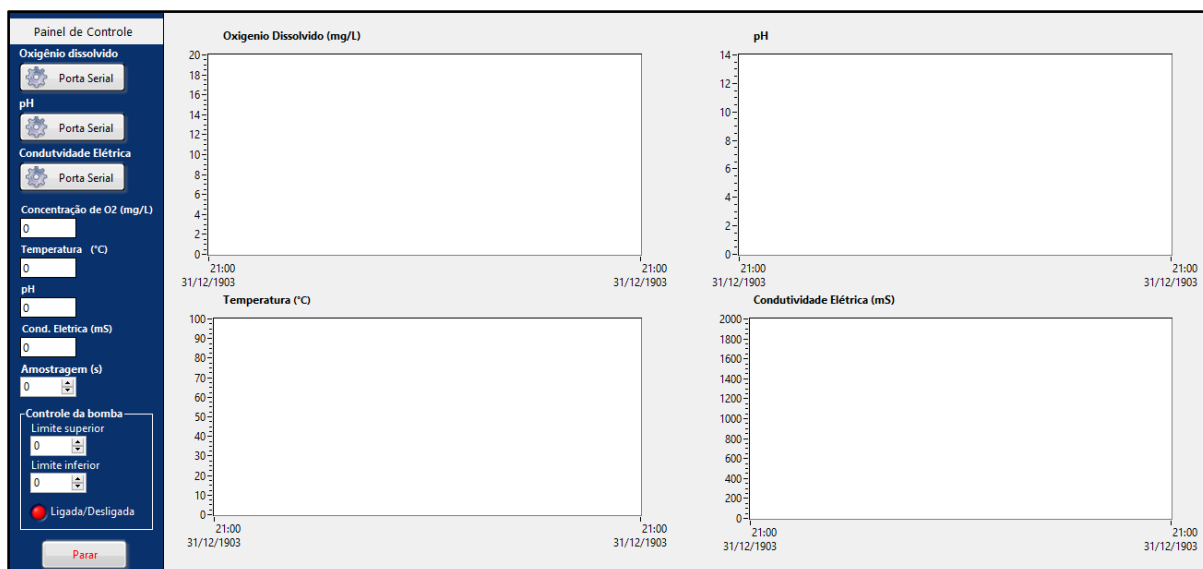 Painel de Controle
Oxigênio dissolvido
Porta Serial
pH
Porta Serial
Condutvidade Elétrica
Porta Serial
Concentração de O2 (mg/L)
0
Temperatura (°C)
0
pH
0
Cond. Eletrica (mS)
0
Amostragem (s)
0
Controle da bomba
Limite superior
0
Limite inferior
0
Ligada/Desligada
Parar
Oxigenio Dissolvido (mg/L)
20
18
16
14
12
10
8
6
4
2
0
21:00 21:00
31/12/1903 31/12/1903
pH
14
12
10
8
6
4
2
0
21:00 21:00
31/12/1903 31/12/1903
Temperatura (°C)
100
90
80
70
60
50
40
30
20
10
0
21:00 21:00
31/12/1903 31/12/1903
Condutividade Elétrica (mS)
2000
1800
1600
1400
1200
1000
800
600
400
200
0
21:00 21:00
31/12/1903 31/12/1903